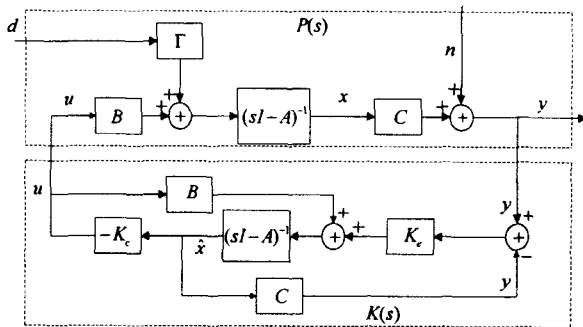 d
Γ
P(s)
n
u
B
+
+
+
(sI – A)⁻¹
x
C
+
+
+
y
u
B
y
+
–K_c
x̂
(sI – A)⁻¹
+
+
+
K_e
+
–
C
y
K(s)